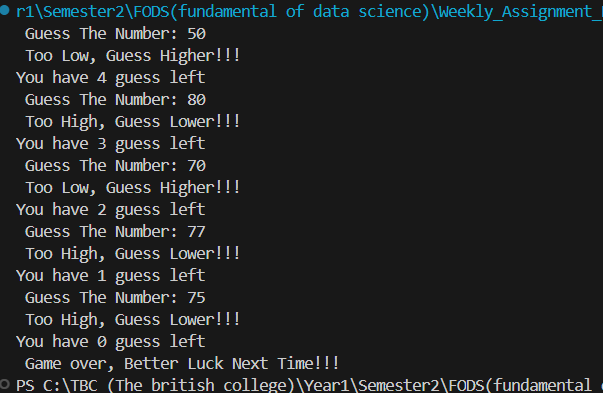 r1\Semester2\FODS(fundamental of data science)\Weekly_Assignment_
Guess The Number: 50
Too Low, Guess Higher!!!
You have 4 guess left
Guess The Number: 80
Too High, Guess Lower!!!
You have 3 guess left
Guess The Number: 70
Too Low, Guess Higher!!!
You have 2 guess left
Guess The Number: 77
Too High, Guess Lower!!!
You have 1 guess left
Guess The Number: 75
Too High, Guess Lower!!!
You have 0 guess left
Game over, Better Luck Next Time!!!
PS C:\TBC (The british college)\Year1\Semester2\FODS(fundamental